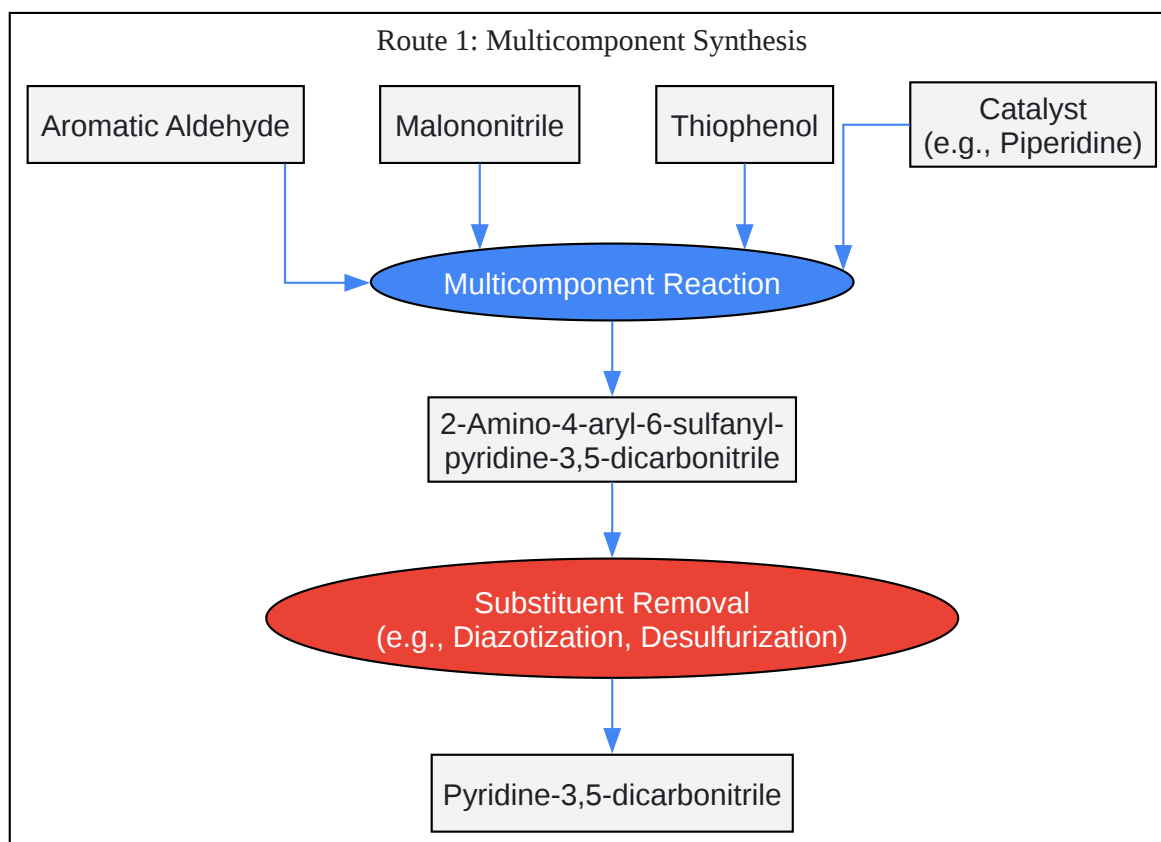 Route 1: Multicomponent Synthesis
Aromatic Aldehyde
Malononitrile
Thiophenol
Catalyst
(e.g., Piperidine)
Multicomponent Reaction
2-Amino-4-aryl-6-sulfanyl-
pyridine-3,5-dicarbonitrile
Substituent Removal
(e.g., Diazotization, Desulfurization)
Pyridine-3,5-dicarbonitrile